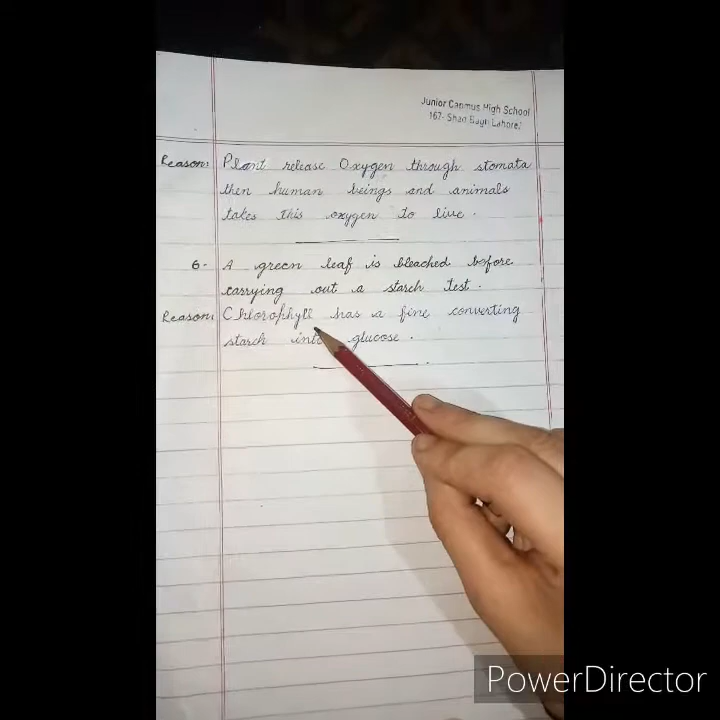 Junior Canmus High School
167- Shad Bagh Lahore.
Reason: Plant release Oxygen through stomata
then human beings and animals
takes this oxygen to live.
6- A green leaf is bleached before
carrying out a starch test.
Reason: Chlorophyll has a fine converting
starch into glucose.
PowerDirector